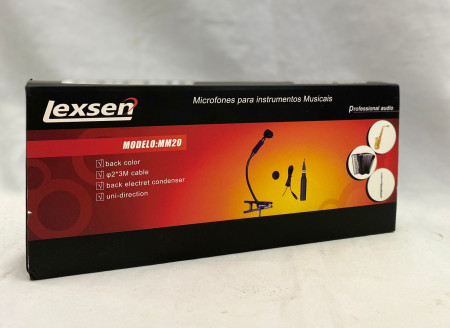 Lexsen
Microfones para instrumentos Musicais
professional audio
MODELO:MM20
back color
φ2*3M cable
back electret condenser
uni-direction